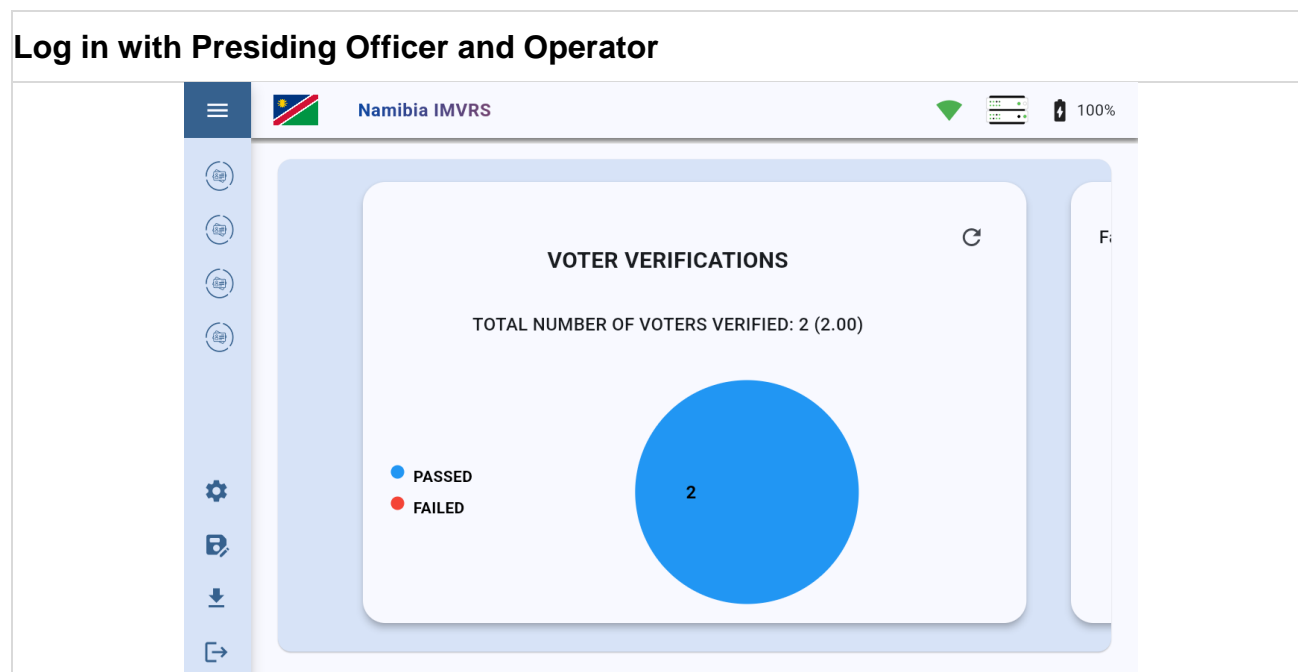 Log in with Presiding Officer and Operator
Namibia IMVRS
100%
VOTER VERIFICATIONS
TOTAL NUMBER OF VOTERS VERIFIED: 2 (2.00)
PASSED
FAILED
2